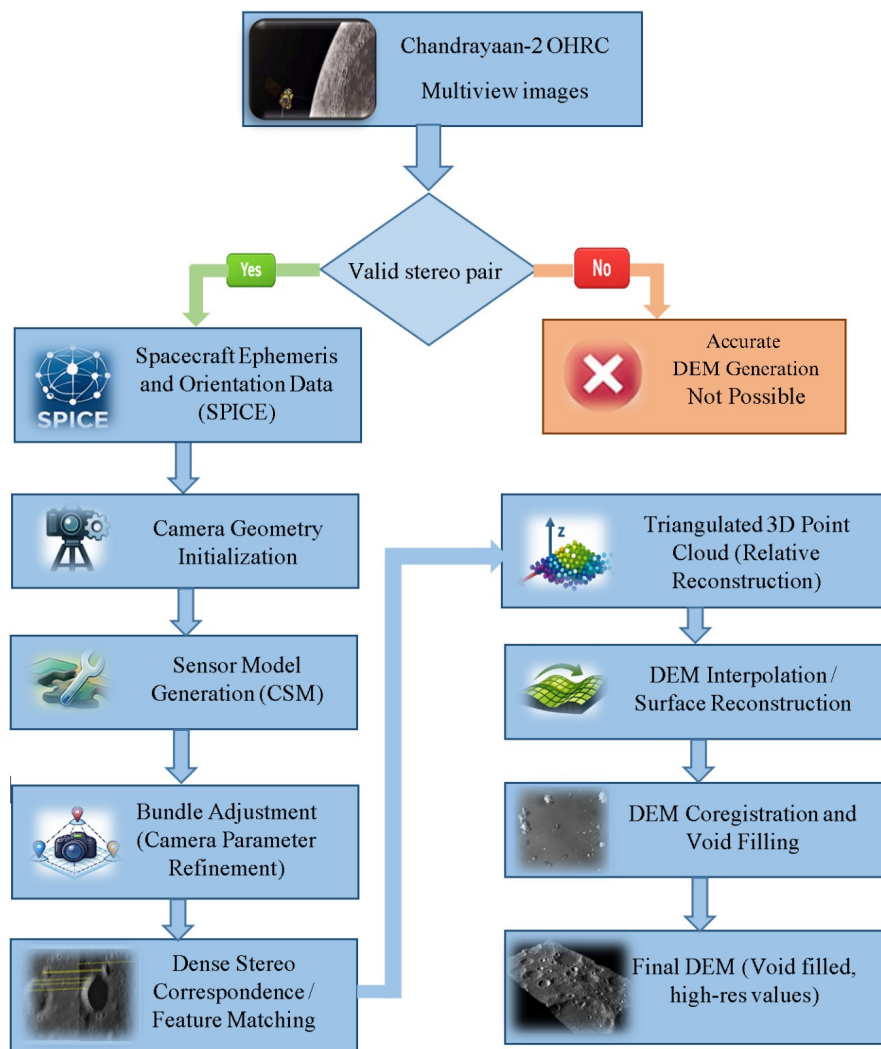 Chandrayaan-2 OHRC
Multiview images
Valid stereo pair
Yes
No
Spacecraft Ephemeris
and Orientation Data
(SPICE)
SPICE
Accurate
DEM Generation
Not Possible
Camera Geometry
Initialization
Sensor Model
Generation (CSM)
Bundle Adjustment
(Camera Parameter
Refinement)
Dense Stereo
Correspondence /
Feature Matching
z
Triangulated 3D Point
Cloud (Relative
Reconstruction)
DEM Interpolation /
Surface Reconstruction
DEM Coregistration and
Void Filling
Final DEM (Void filled,
high-res values)